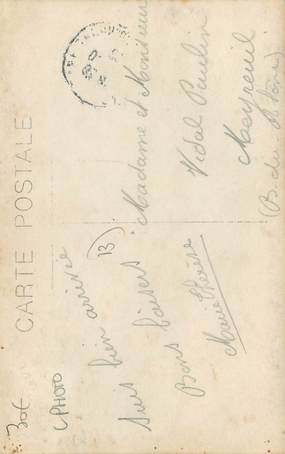 CARTE POSTALE
Suis bien arrivée
Bons baisers
Marie Thérèse
13
Madame et Monsieur
Vidal Paulin
Meyreuil
(B. du Rhône)
30€
C PHOTO